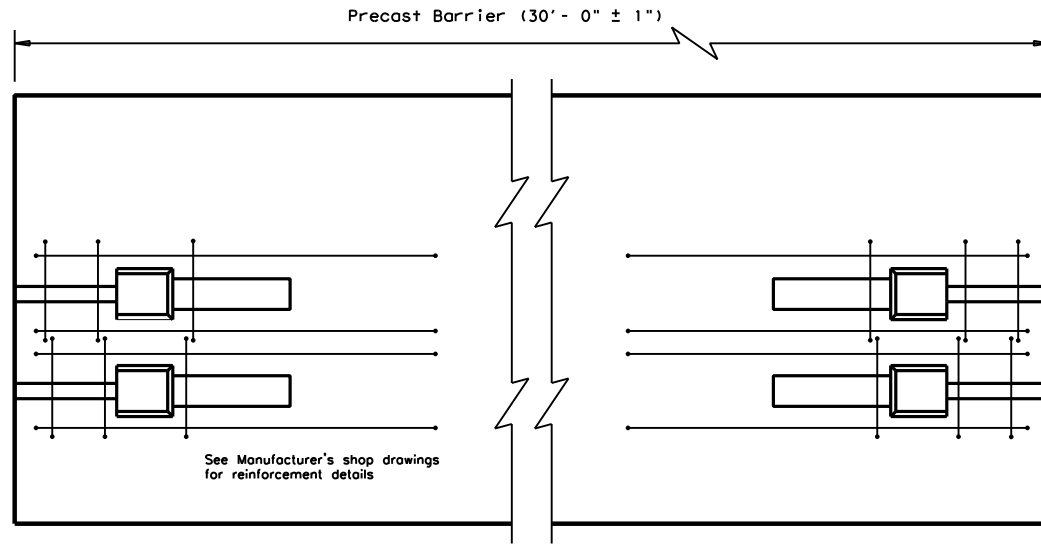 Precast Barrier (30'- 0" ± 1")
See Manufacturer's shop drawings
for reinforcement details